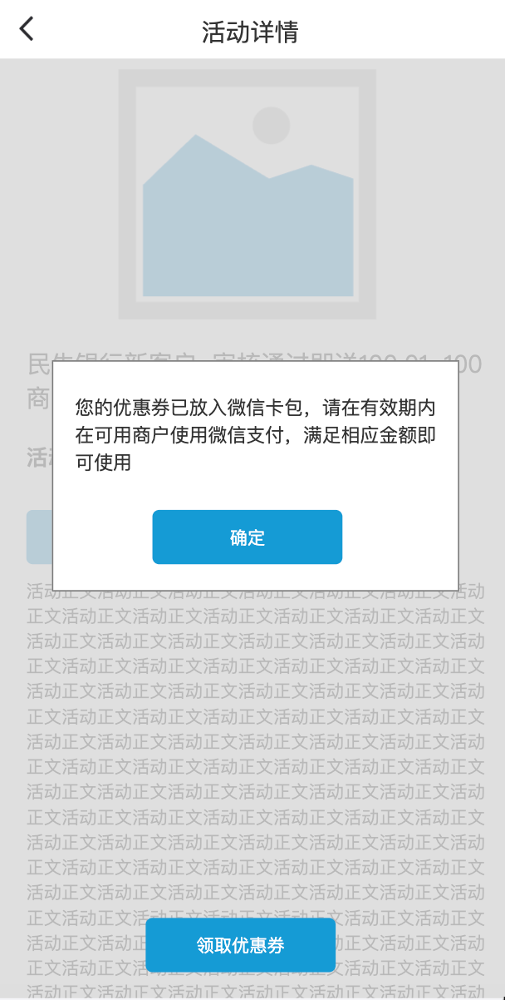 活动详情
民生银行新客户 审核通过即送100
商
您的优惠券已放入微信卡包，请在有效期内
在可用商户使用微信支付，满足相应金额即
可使用
确定
活动正文活动正文活动正文活动正文活动正文活动正文活动
正文活动正文活动正文活动正文活动正文活动正文活动正文
活动正文活动正文活动正文活动正文活动正文活动正文活动
正文活动正文活动正文活动正文活动正文活动正文活动正文
活动正文活动正文活动正文活动正文活动正文活动正文活动
正文活动正文活动正文活动正文活动正文活动正文活动正文
活动正文活动正文活动正文活动正文活动正文活动正文活动
正文活动正文活动正文活动正文活动正文活动正文活动正文
活动正文活动正文活动正文活动正文活动正文活动正文活动
正文活动正文活动正文活动正文活动正文活动正文活动正文
活动正文活动正文活动正文活动正文活动正文活动正文活动
正文活动正文活动正文活动正文活动正文活动正文活动正文
活动正文活动正文活动正文活动正文活动正文活动正文活动
正文活动正文 活动正文活动正文
活动正文活动 正文活动正文活动
领取优惠券
正文活动正文 活动正文活动正文
活动正文活动正文活动正文活动正文活动正文活动正文活动